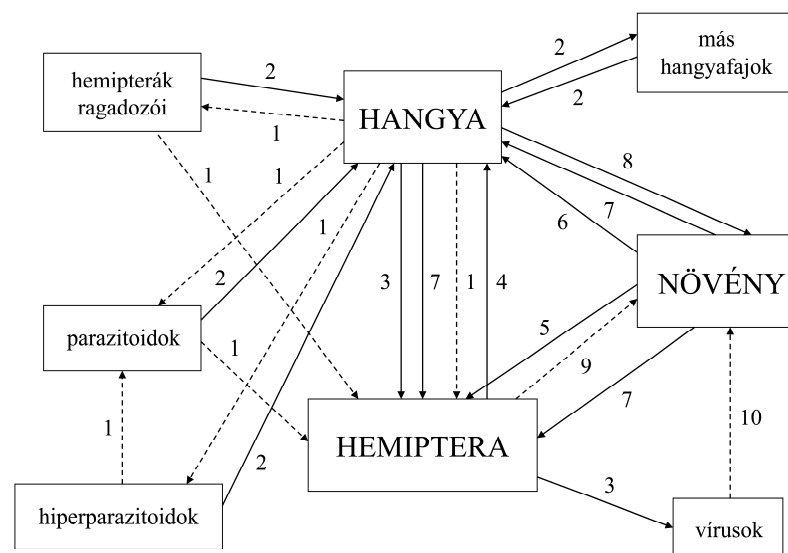 más
hangyafajok
hemipterák
ragadozói
2
2
2
HANGYA
1
1
1
8
7
6
1
2
3
7
1
4
NÖVÉNY
5
9
7
parazitoidok
1
10
1
HEMIPTERA
2
3
hiperparazitoidok
vírusok